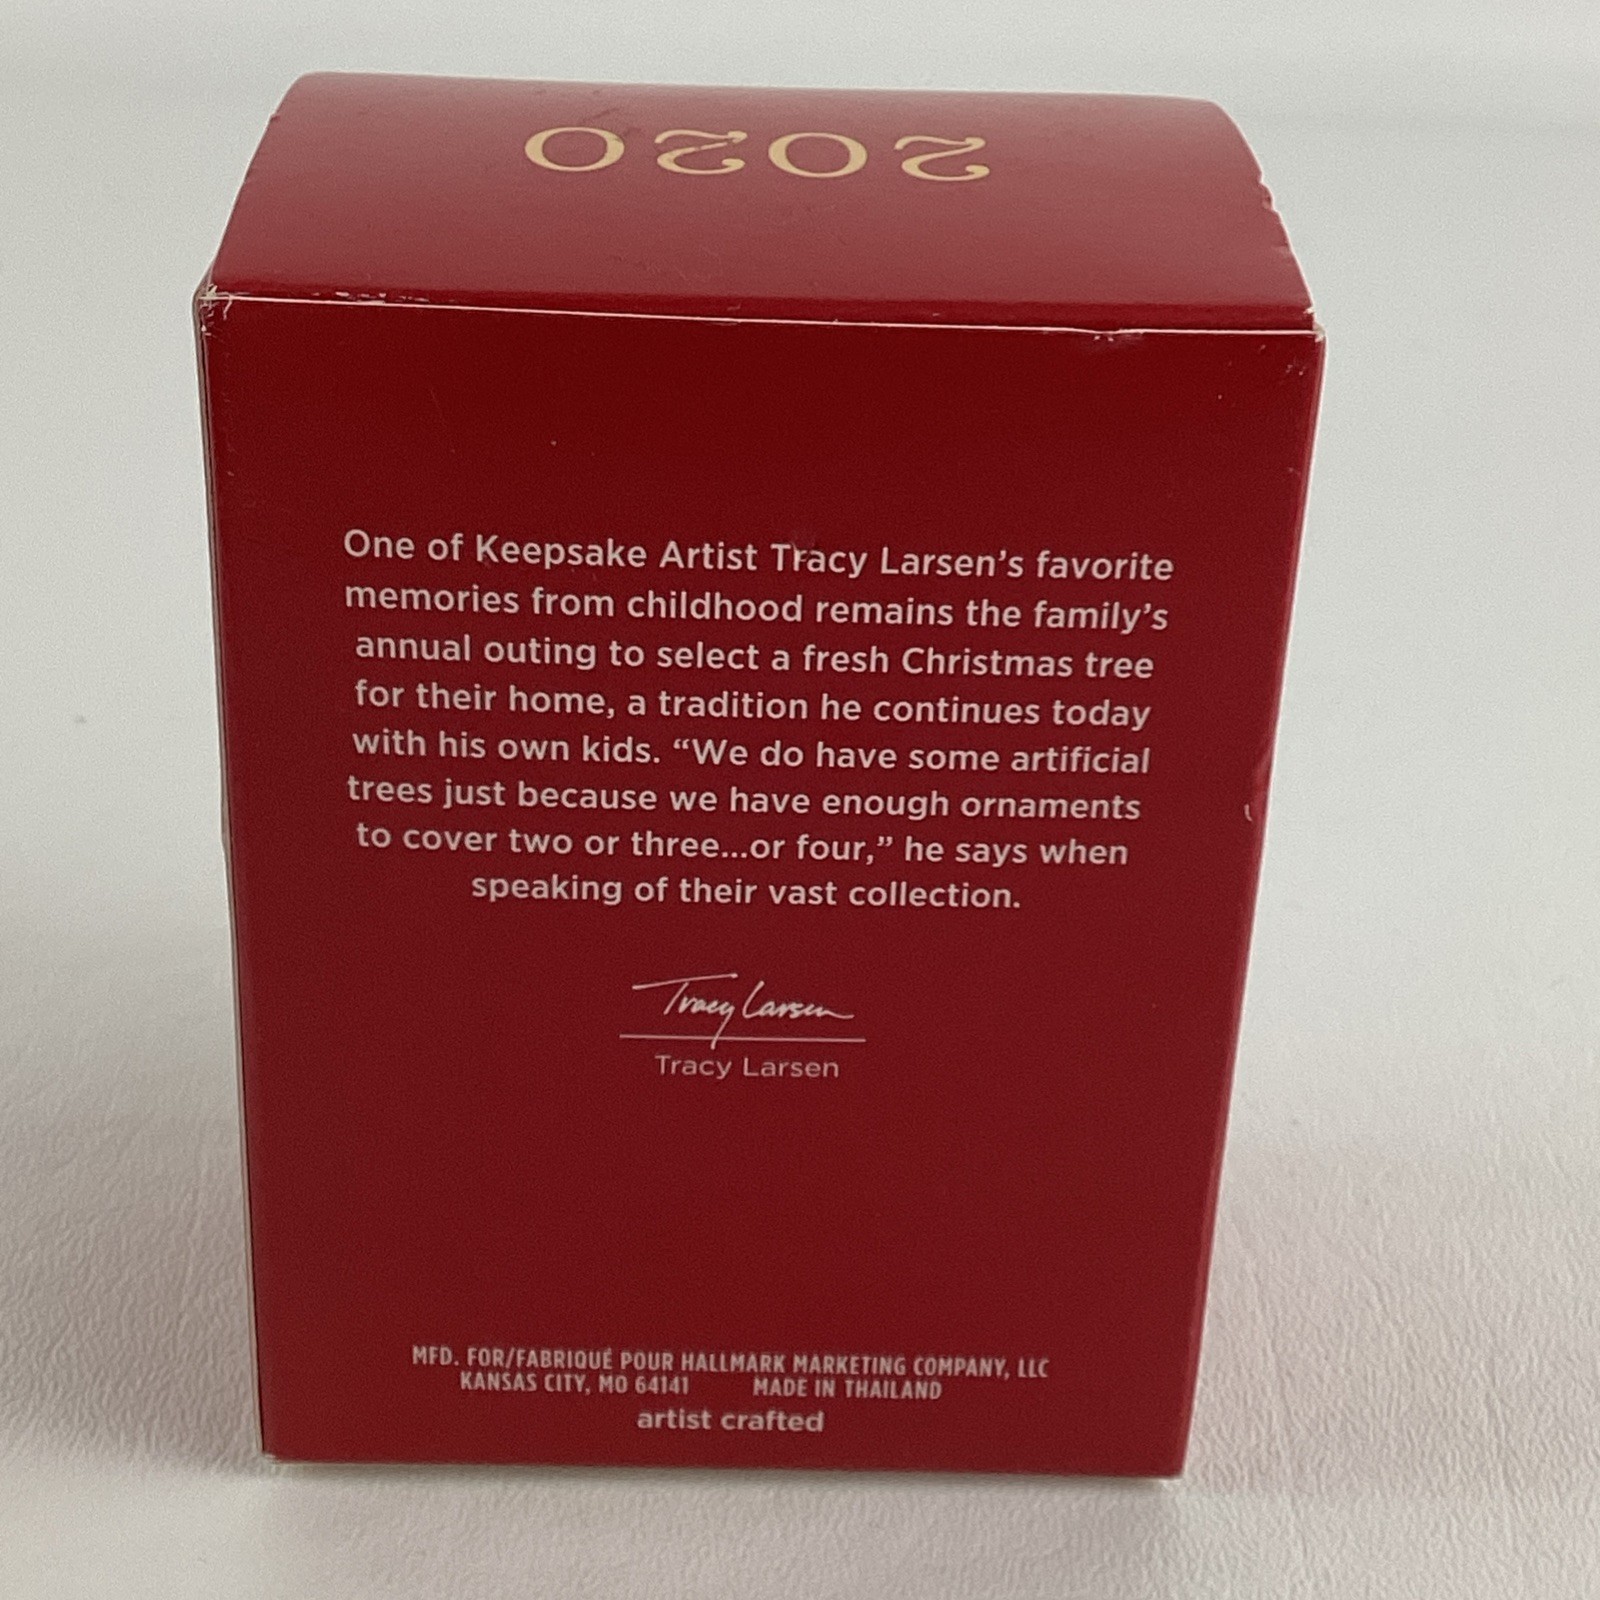 2020
One of Keepsake Artist Tracy Larsen's favorite
memories from childhood remains the family's
annual outing to select a fresh Christmas tree
for their home, a tradition he continues today
with his own kids. “We do have some artificial
trees just because we have enough ornaments
to cover two or three...or four,” he says when
speaking of their vast collection.
Tracy Larsen
Tracy Larsen
MFD. FOR/FABRIQUÉ POUR HALLMARK MARKETING COMPANY, LLC
KANSAS CITY, MO 64141 MADE IN THAILAND
artist crafted